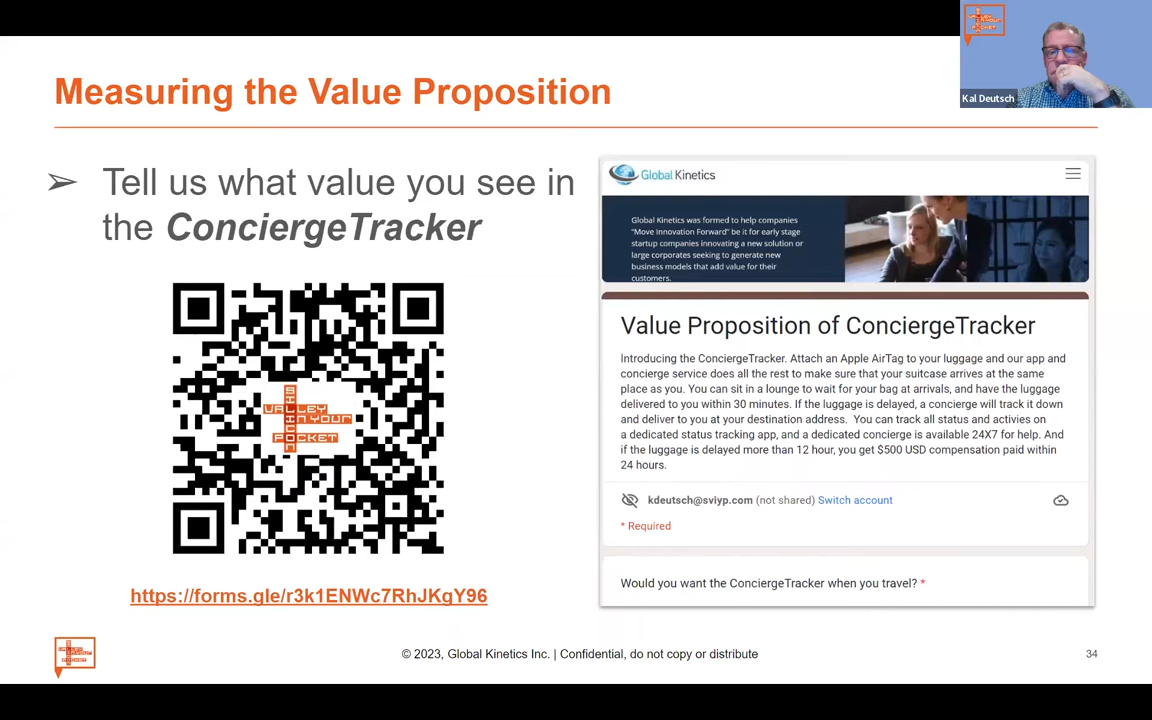 Measuring the Value Proposition
Kal Deutsch
➢ Tell us what value you see in
the ConciergeTracker
SILICON
VALLEY
IN YOUR
POCKET
https://forms.gle/r3k1ENWc7RhJKgY96
Global Kinetics
Global Kinetics was formed to help companies
"Move Innovation Forward" be it for early stage
startup companies innovating a new solution or
large corporates seeking to generate new
business models that add value for their
customers.
Value Proposition of ConciergeTracker
Introducing the ConciergeTracker. Attach an Apple AirTag to your luggage and our app and
concierge service does all the rest to make sure that your suitcase arrives at the same
place as you. You can sit in a lounge to wait for your bag at arrivals, and have the luggage
delivered to you within 30 minutes. If the luggage is delayed, a concierge will track it down
and deliver to you at your destination address.  You can track all status and activies on
a dedicated status tracking app, and a dedicated concierge is available 24X7 for help. And
if the luggage is delayed more than 12 hour, you get $500 USD compensation paid within
24 hours.
kdeutsch@sviyp.com (not shared) Switch account
* Required
Would you want the ConciergeTracker when you travel? *
© 2023, Global Kinetics Inc. | Confidential, do not copy or distribute
34